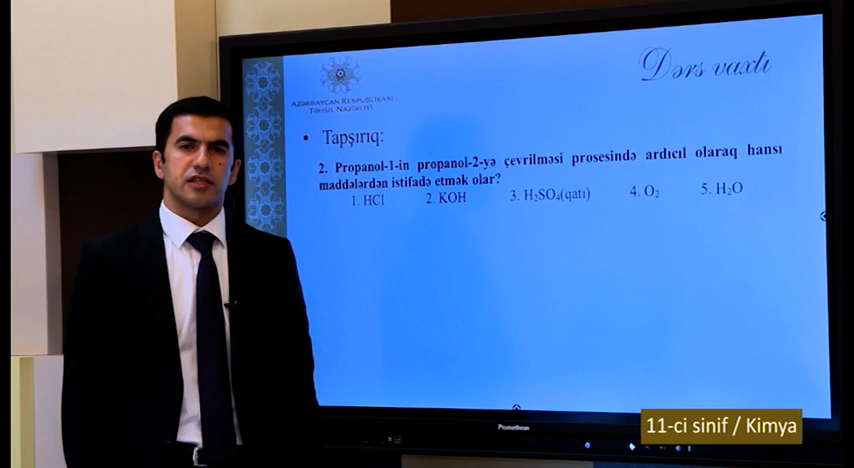 Dərs vaxtı
AZƏRBAYCAN RESPUBLİKASI
TƏHSİL NAZİRLİYİ
• Tapşırıq:
2. Propanol-1-in propanol-2-yə çevrilməsi prosesində ardıcıl olaraq hansı
maddələrdən istifadə etmək olar?
1. HCl 2. KOH 3. H₂SO₄(qatı) 4. O₂ 5. H₂O
Promethean
11-ci sinif / Kimya